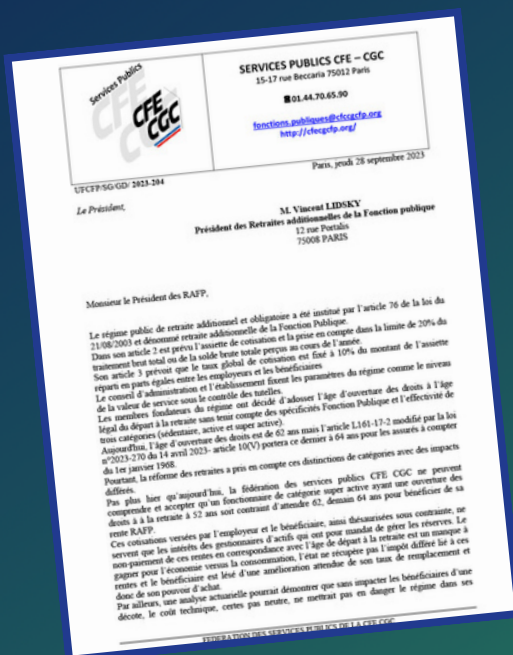 Services Publics
CFE
CGC
CFE
CGC
SERVICES PUBLICS CFE – CGC
15-17 rue Beccaria 75012 Paris
☎01.44.70.65.90
fonctions.publiques@cfecgcfp.org
http://cfecgcfp.org/
Paris, jeudi 28 septembre 2023
UFCFP/SG/GD/ 2023-204
Le Président,
M. Vincent LIDSKY
Président des Retraites additionnelles de la Fonction publique
12 rue Portalis
75008 PARIS
Monsieur le Président des RAFP,
Le régime public de retraite additionnel et obligatoire a été institué par l'article 76 de la loi du
21/08/2003 et dénommé retraite additionnelle de la Fonction Publique.
Dans son article 2 est prévu l'assiette de cotisation et la prise en compte dans la limite de 20% du
traitement brut total ou de la solde brute totale perçus au cours de l'année.
Son article 3 prévoit que le taux global de cotisation est fixé à 10% du montant de l'assiette
réparti en parts égales entre les employeurs et les bénéficiaires
Le conseil d'administration et l'établissement fixent les paramètres du régime comme le niveau
de la valeur de service sous le contrôle des tutelles.
Les membres fondateurs du régime ont décidé d'adosser l'âge d'ouverture des droits à l'âge
légal du départ à la retraite sans tenir compte des spécificités Fonction Publique et l'effectivité de
trois catégories (sédentaire, active et super active).
Aujourd'hui, l'âge d'ouverture des droits est de 62 ans mais l'article L161-17-2 modifié par la loi
n°2023-270 du 14 avril 2023- article 10(V) portera ce dernier à 64 ans pour les assurés à compter
du 1er janvier 1968.
Pourtant, la réforme des retraites a pris en compte ces distinctions de catégories avec des impacts
différés.
Pas plus hier qu'aujourd'hui, la fédération des services publics CFE CGC ne peuvent
comprendre et accepter qu'un fonctionnaire de catégorie super active ayant une ouverture des
droits à à la retraite à 52 ans soit contraint d'attendre 62, demain 64 ans pour bénéficier de sa
rente RAFP.
Ces cotisations versées par l'employeur et le bénéficiaire, ainsi thésaurisées sous contrainte, ne
servent que les intérêts des gestionnaires d'actifs qui ont pour mandat de gérer les réserves. Le
non-paiement de ces rentes en correspondance avec l'âge de départ à la retraite est un manque à
gagner pour l'économie versus la consommation, l'état ne récupère pas l'impôt différé lié à ces
rentes et le bénéficiaire est lésé d'une amélioration attendue de son taux de remplacement et
donc de son pouvoir d'achat.
Par ailleurs, une analyse actuarielle pourrait démontrer que sans impacter les bénéficiaires d'une
décote, le coût technique, certes pas neutre, ne mettrait pas en danger le régime dans ses
FEDERATION DES SERVICES PUBLICS DE LA CFE CGC